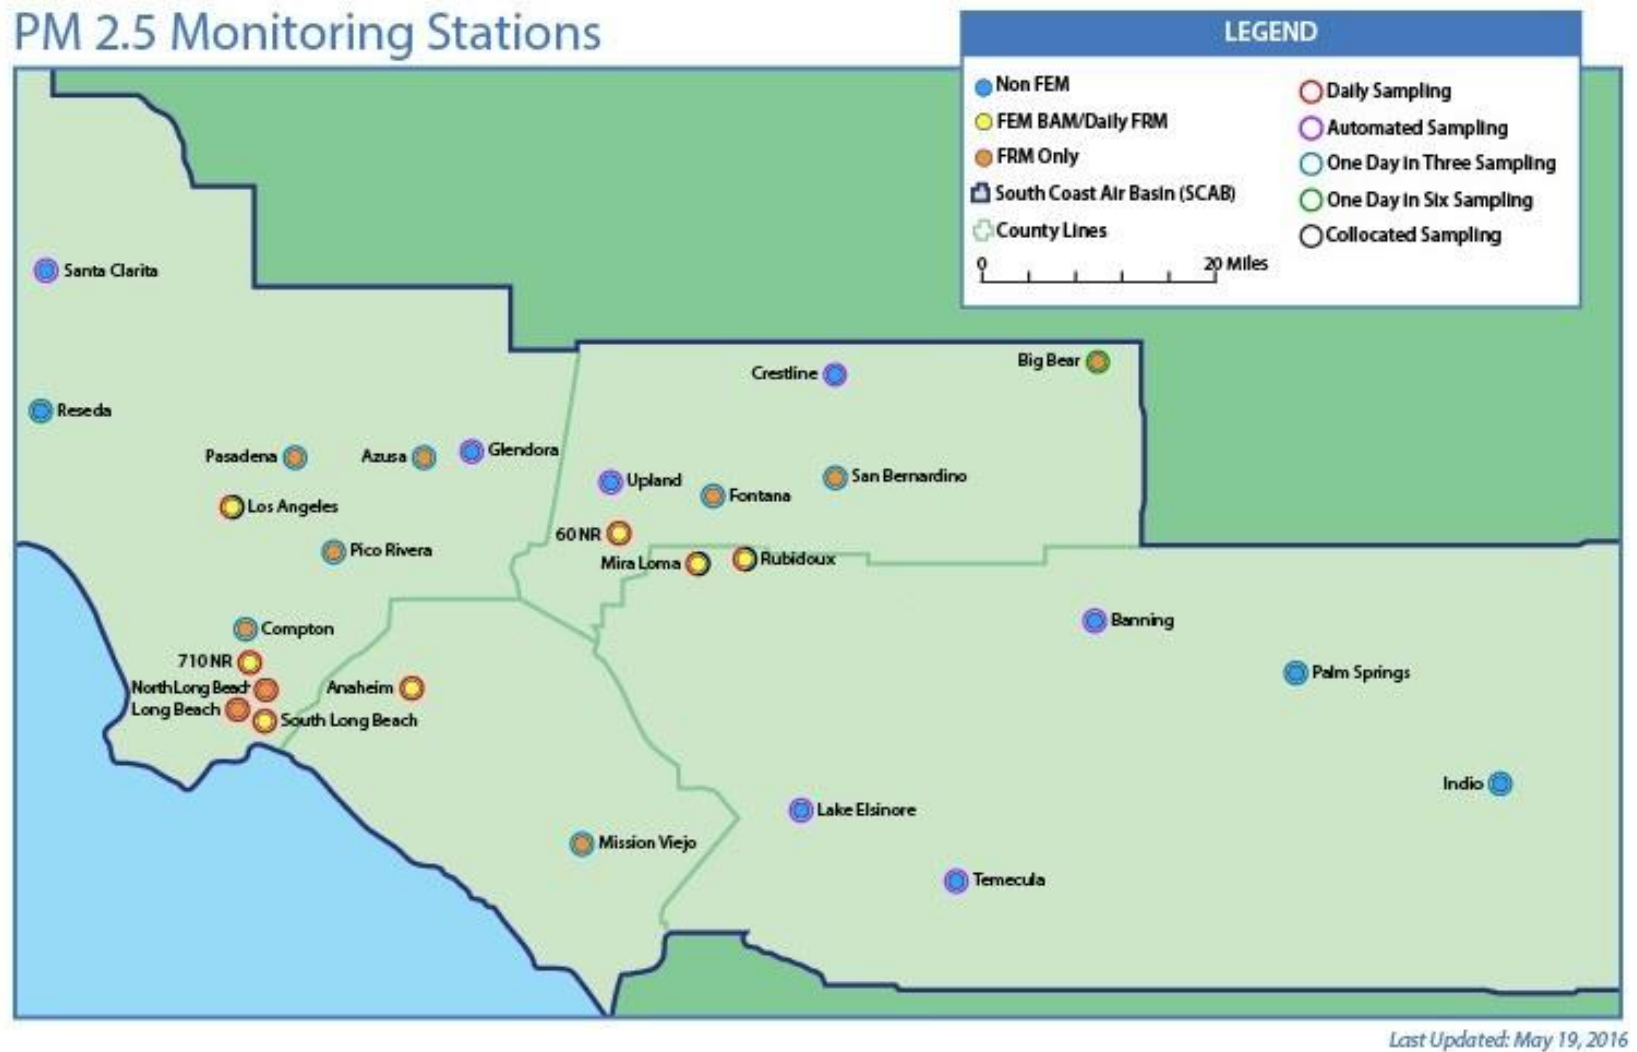 PM 2.5 Monitoring Stations
LEGEND
Non FEM
FEM BAM/Daily FRM
FRM Only
South Coast Air Basin (SCAB)
County Lines
0 20 Miles
Daily Sampling
Automated Sampling
One Day in Three Sampling
One Day in Six Sampling
Collocated Sampling
Santa Clarita
Crestline
Big Bear
Reseda
Pasadena
Azusa
Glendora
Upland
Fontana
San Bernardino
Los Angeles
60 NR
Pico Rivera
Mira Loma
Rubidoux
Compton
Banning
710 NR
North Long Beach
Anaheim
Long Beach
South Long Beach
Palm Springs
Indio
Lake Elsinore
Mission Viejo
Temecula
Last Updated: May 19, 2016